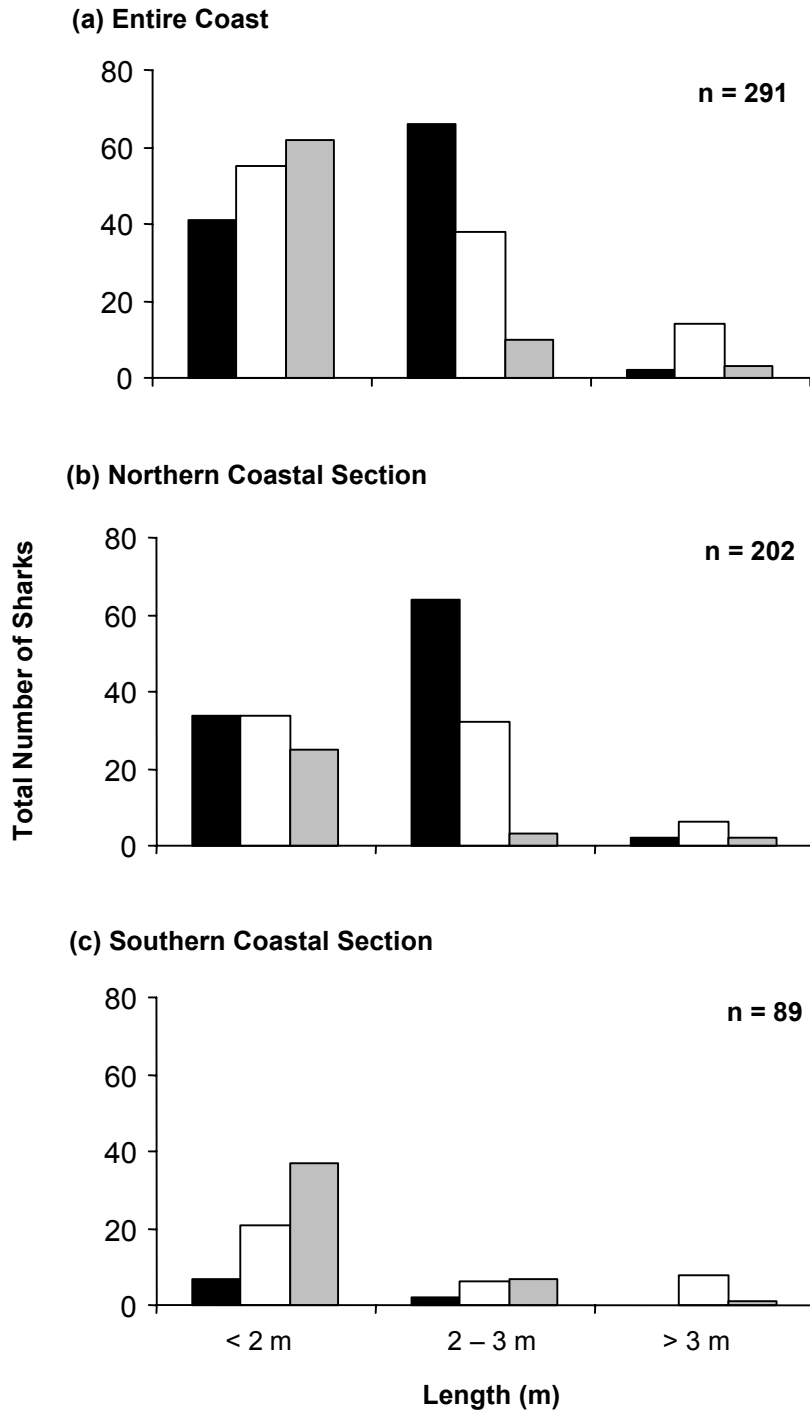 (a) Entire Coast
n = 291
80
60
40
20
0
(b) Northern Coastal Section
n = 202
80
60
40
20
0
Total Number of Sharks
(c) Southern Coastal Section
n = 89
80
60
40
20
0
< 2 m
2 – 3 m
> 3 m
Length (m)